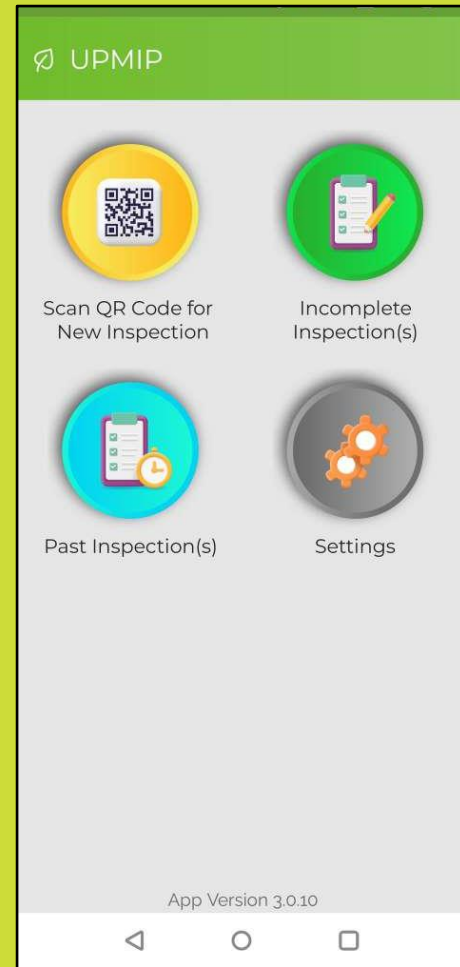 UPMIP
Scan QR Code for
New Inspection
Incomplete
Inspection(s)
Past Inspection(s)
Settings
App Version 3.0.10